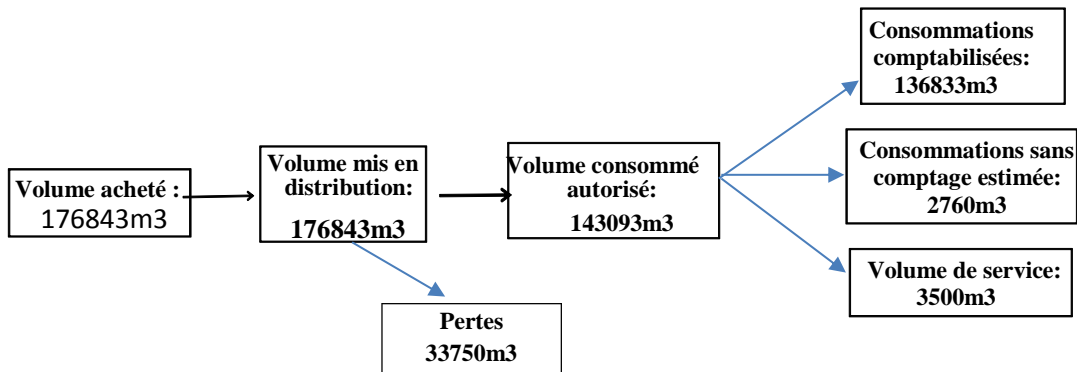 Volume acheté :
176843m3
Volume mis en
distribution:
176843m3
Pertes
33750m3
Volume consommé
autorisé:
143093m3
Consommations
comptabilisées:
136833m3
Consommations sans
comptage estimée:
2760m3
Volume de service:
3500m3